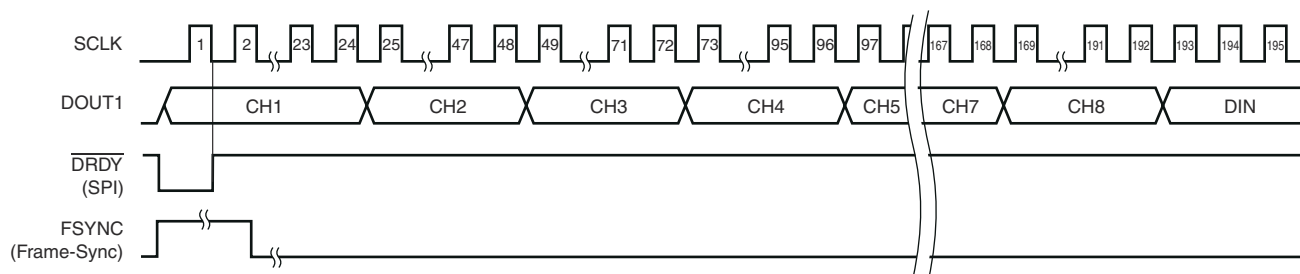 SCLK 1 2 23 24 25 47 48 49 71 72 73 95 96 97 167 168 169 191 192 193 194 195
DOUT1 CH1 CH2 CH3 CH4 CH5 CH7 CH8 DIN
DRDY
(SPI)
FSYNC
(Frame-Sync)